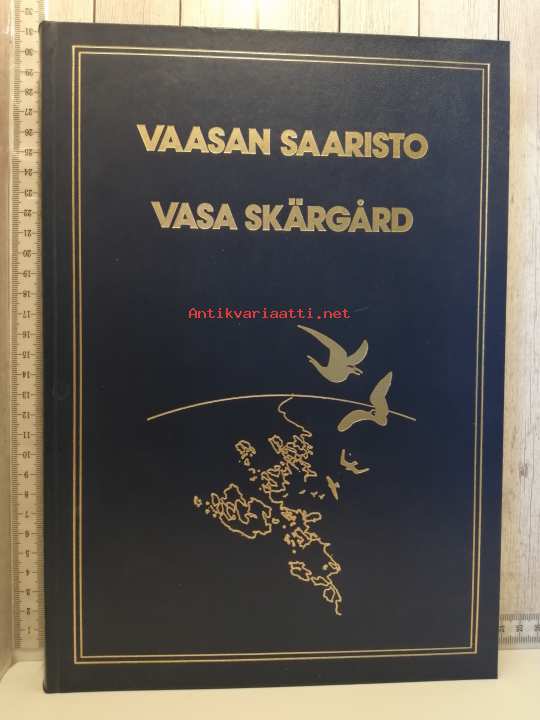 VAASAN SAARISTO
VASA SKÄRGÅRD
Antikvariaatti.net